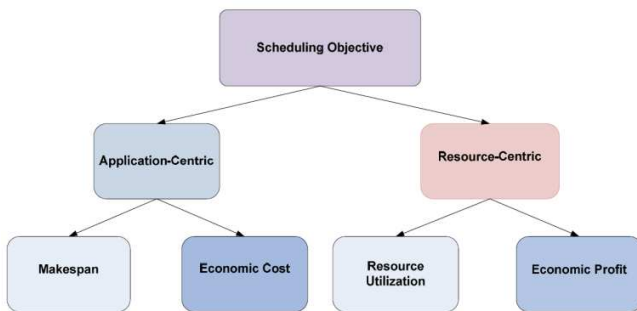 Scheduling Objective
Application-Centric
Resource-Centric
Makespan
Economic Cost
Resource
Utilization
Economic Profit